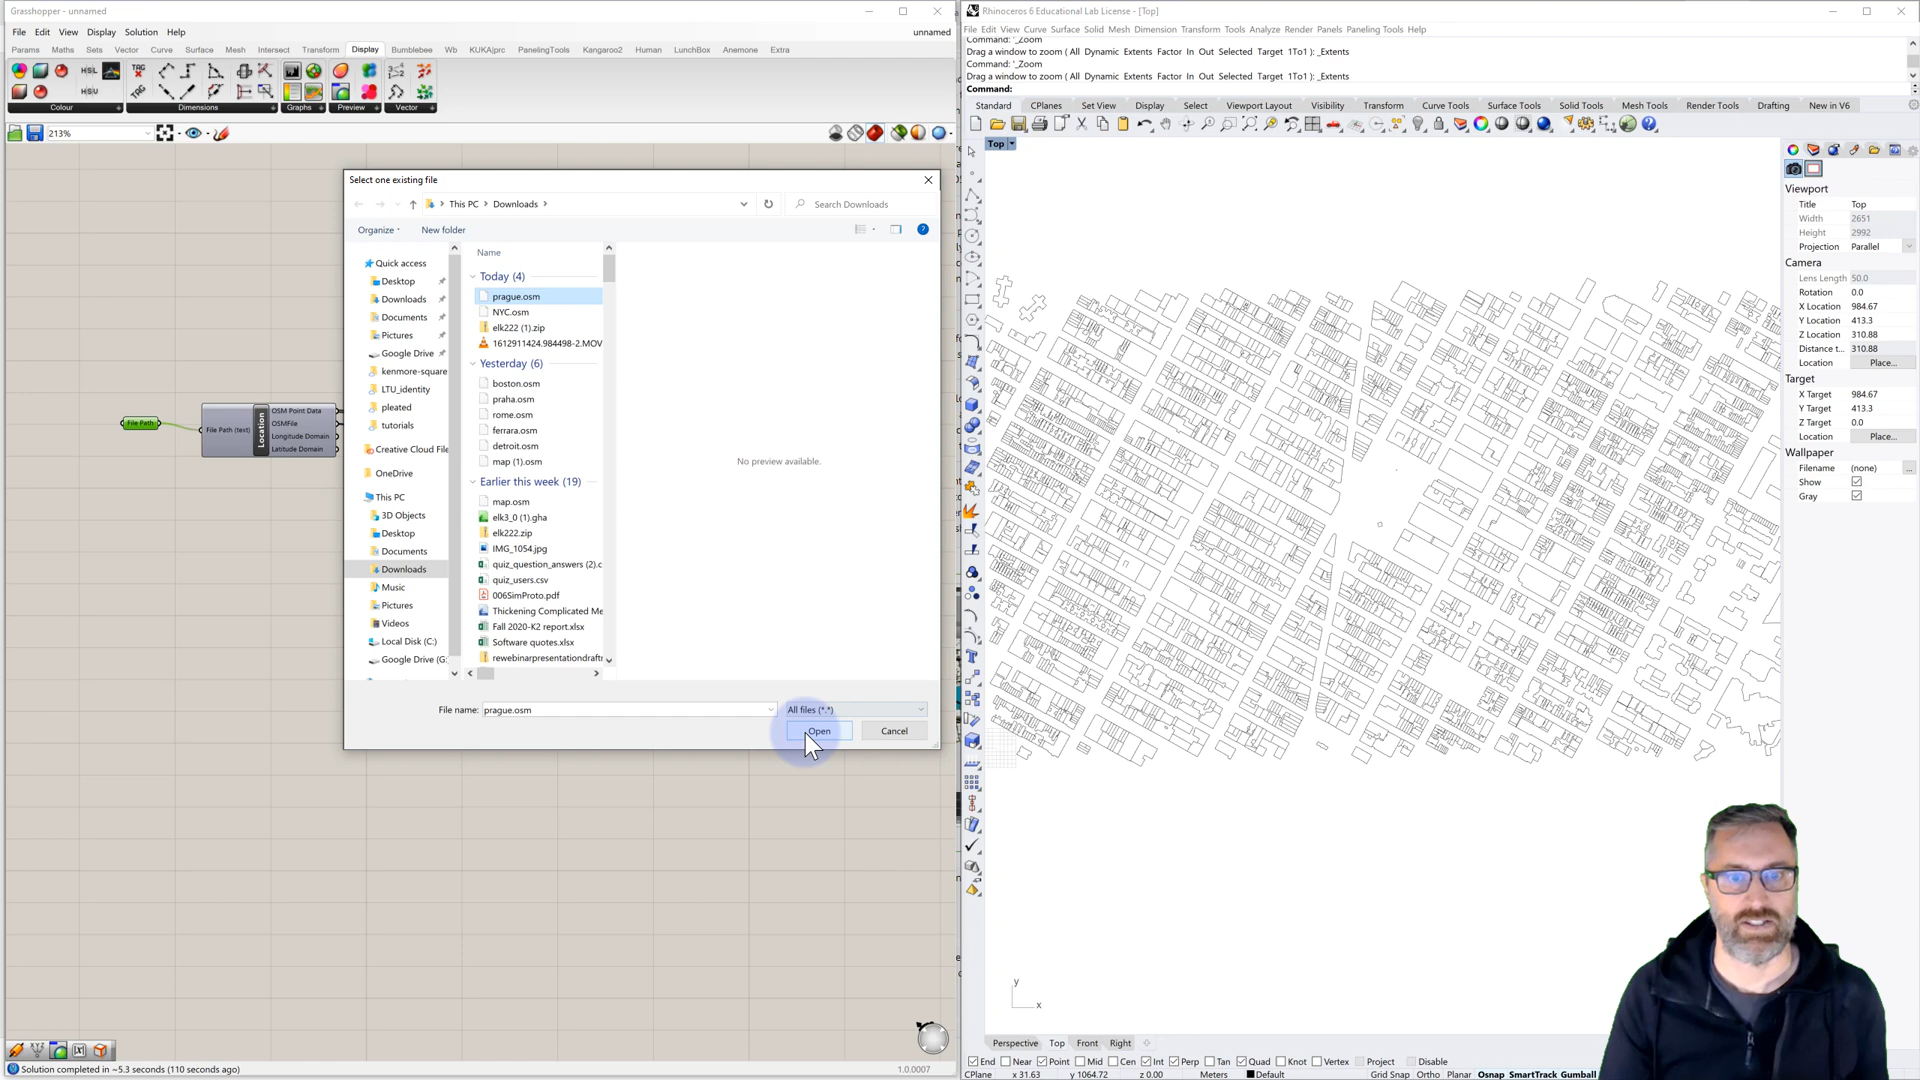 Grasshopper - unnamed
File Edit View Display Solution Help
unnamed
Params Maths Sets Vector Curve Surface Mesh Intersect Transform Display Bumblebee Wb KUKA|prc PanelingTools Kangaroo2 Human LunchBox Anemone Extra
HSL
HSV
TAG
TAG
Colour
Dimensions
Graphs
Preview
Vector
213%
Select one existing file
This PC
Downloads
Search Downloads
Organize
New folder
Quick access
Desktop
Downloads
Documents
Pictures
Google Drive
kenmore-square
LTU_identity
pleated
tutorials
Creative Cloud File
OneDrive
This PC
3D Objects
Desktop
Documents
Downloads
Music
Pictures
Videos
Local Disk (C:)
Google Drive (G:
Name
Today (4)
prague.osm
NYC.osm
elk222 (1).zip
1612911424.984498-2.MOV
Yesterday (6)
boston.osm
praha.osm
rome.osm
ferrara.osm
detroit.osm
map (1).osm
Earlier this week (19)
map.osm
elk3_0 (1).gha
elk222.zip
IMG_1054.jpg
quiz_question_answers (2).c
quiz_users.csv
006SimProto.pdf
Thickening Complicated Me
Fall 2020-K2 report.xlsx
Software quotes.xlsx
rewebinarpresentationdraft
No preview available.
File name:
prague.osm
All files (*.*)
Open
Cancel
File Path
File Path (text)
Location
OSM Point Data
OSMFile
Longitude Domain
Latitude Domain
Solution completed in ~5.3 seconds (110 seconds ago)
1.0.0007
Rhinoceros 6 Educational Lab License - [Top]
File Edit View Curve Surface Solid Mesh Dimension Transform Tools Analyze Render Panels Paneling Tools Help
Command: '_Zoom
Drag a window to zoom ( All Dynamic Extents Factor In Out Selected Target 1To1 ): _Extents
Command: '_Zoom
Drag a window to zoom ( All Dynamic Extents Factor In Out Selected Target 1To1 ): _Extents
Command:
Standard CPlanes Set View Display Select Viewport Layout Visibility Transform Curve Tools Surface Tools Solid Tools Mesh Tools Render Tools Drafting New in V6
Top
Viewport
Title Top
Width 2651
Height 2992
Projection Parallel
Camera
Lens Length 50.0
Rotation 0.0
X Location 984.67
Y Location 413.3
Z Location 310.88
Distance t... 310.88
Location Place...
Target
X Target 984.67
Y Target 413.3
Z Target 0.0
Location Place...
Wallpaper
Filename (none) ...
Show
Gray
y
x
Perspective Top Front Right
End Near Point Mid Cen Int Perp Tan Quad Knot Vertex Project Disable
CPlane x 31.63 y 1064.72 z 0.00 Meters Default Grid Snap Ortho Planar Osnap SmartTrack Gumball